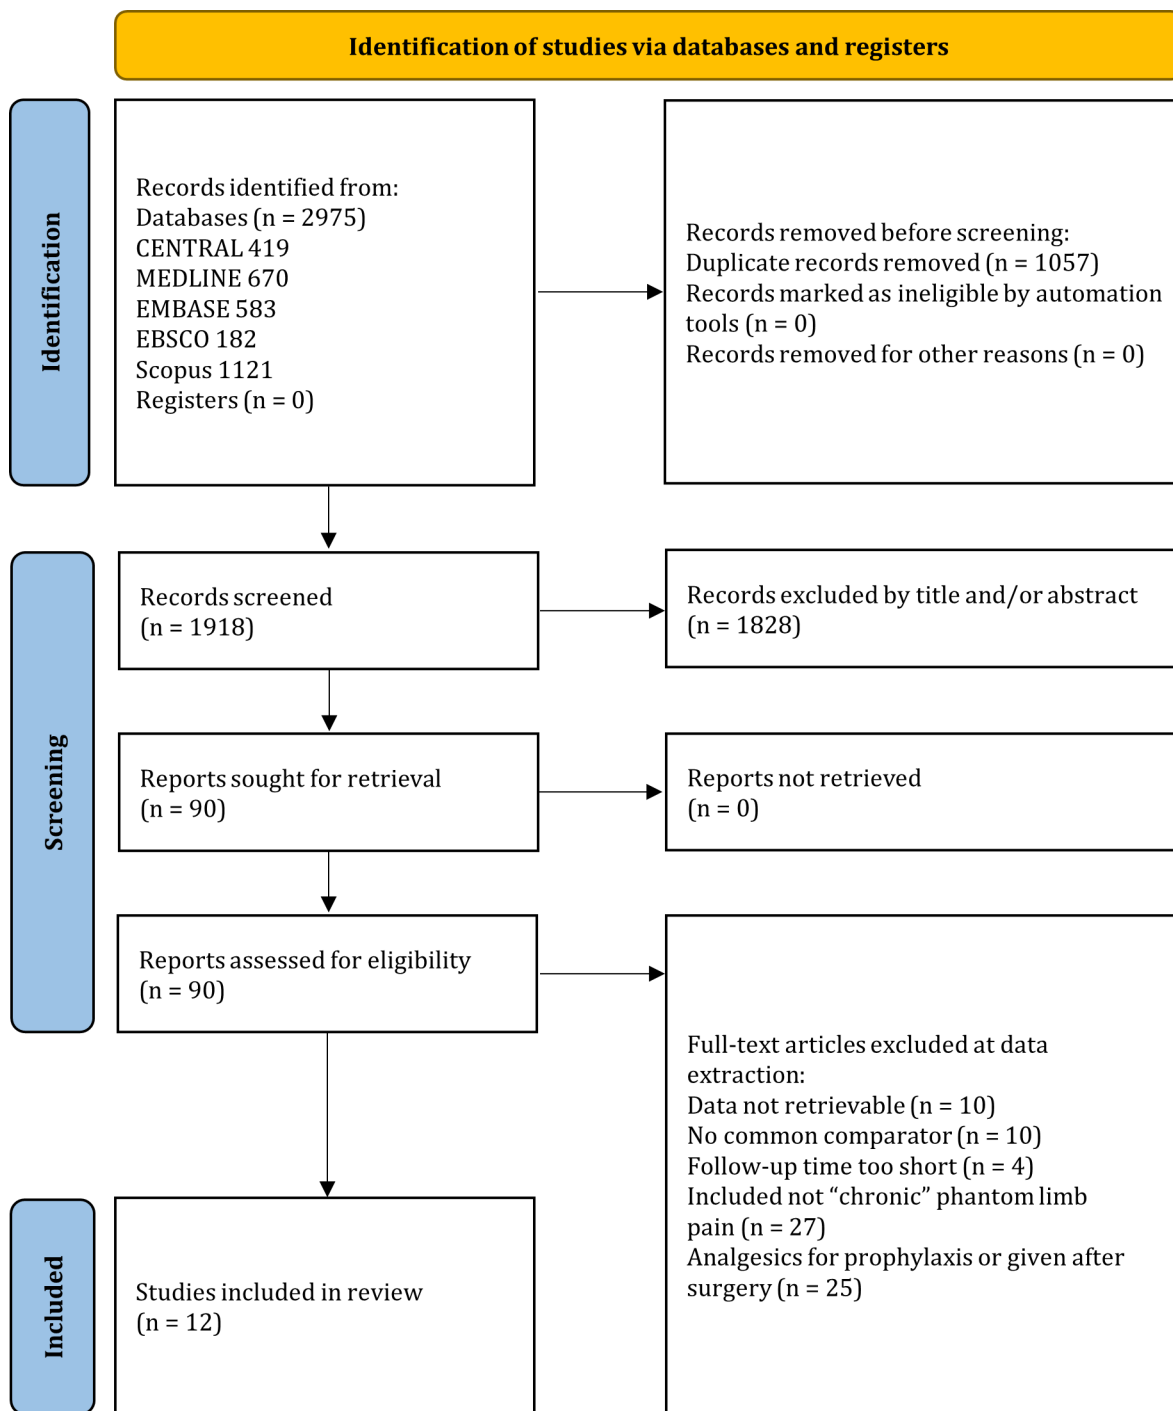 Identification of studies via databases and registers
Identification
Records identified from:
Databases (n = 2975)
CENTRAL 419
MEDLINE 670
EMBASE 583
EBSCO 182
Scopus 1121
Registers (n = 0)
Records removed before screening:
Duplicate records removed (n = 1057)
Records marked as ineligible by automation
tools (n = 0)
Records removed for other reasons (n = 0)
Screening
Records screened
(n = 1918)
Records excluded by title and/or abstract
(n = 1828)
Reports sought for retrieval
(n = 90)
Reports not retrieved
(n = 0)
Reports assessed for eligibility
(n = 90)
Full-text articles excluded at data
extraction:
Data not retrievable (n = 10)
No common comparator (n = 10)
Follow-up time too short (n = 4)
Included not “chronic” phantom limb
pain (n = 27)
Analgesics for prophylaxis or given after
surgery (n = 25)
Included
Studies included in review
(n = 12)